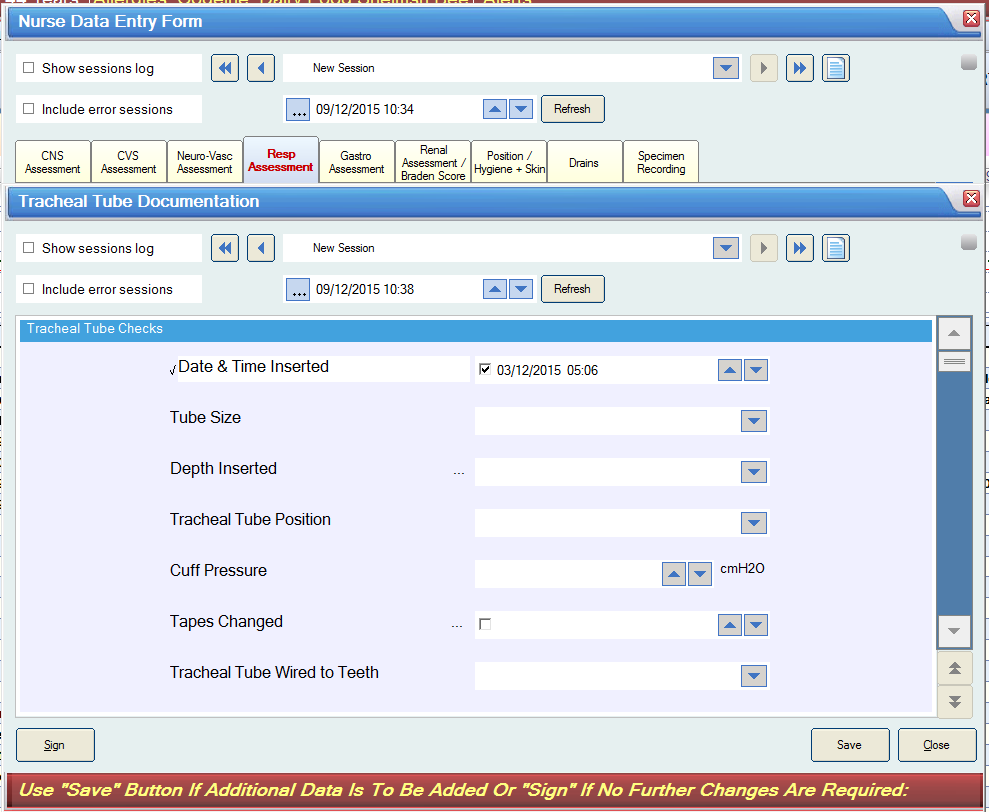 Nurse Data Entry Form
Show sessions log
New Session
Include error sessions
... 09/12/2015 10:34
Refresh
CNS Assessment
CVS Assessment
Neuro-Vasc Assessment
Resp Assessment
Gastro Assessment
Renal Assessment / Braden Score
Position / Hygiene + Skin
Drains
Specimen Recording
Tracheal Tube Documentation
Show sessions log
New Session
Include error sessions
... 09/12/2015 10:38
Refresh
Tracheal Tube Checks
Date & Time Inserted
03/12/2015 05:06
Tube Size
Depth Inserted ...
Tracheal Tube Position
Cuff Pressure
cmH2O
Tapes Changed ...
Tracheal Tube Wired to Teeth
Sign
Save
Close
Use "Save" Button If Additional Data Is To Be Added Or "Sign" If No Further Changes Are Required: